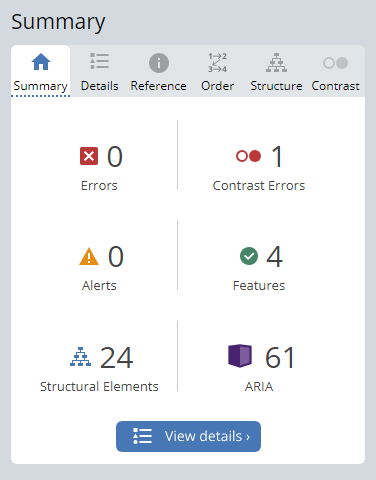 Summary
Summary Details Reference Order Structure Contrast
0 1
Errors Contrast Errors
0 4
Alerts Features
24 61
Structural Elements ARIA
View details ›